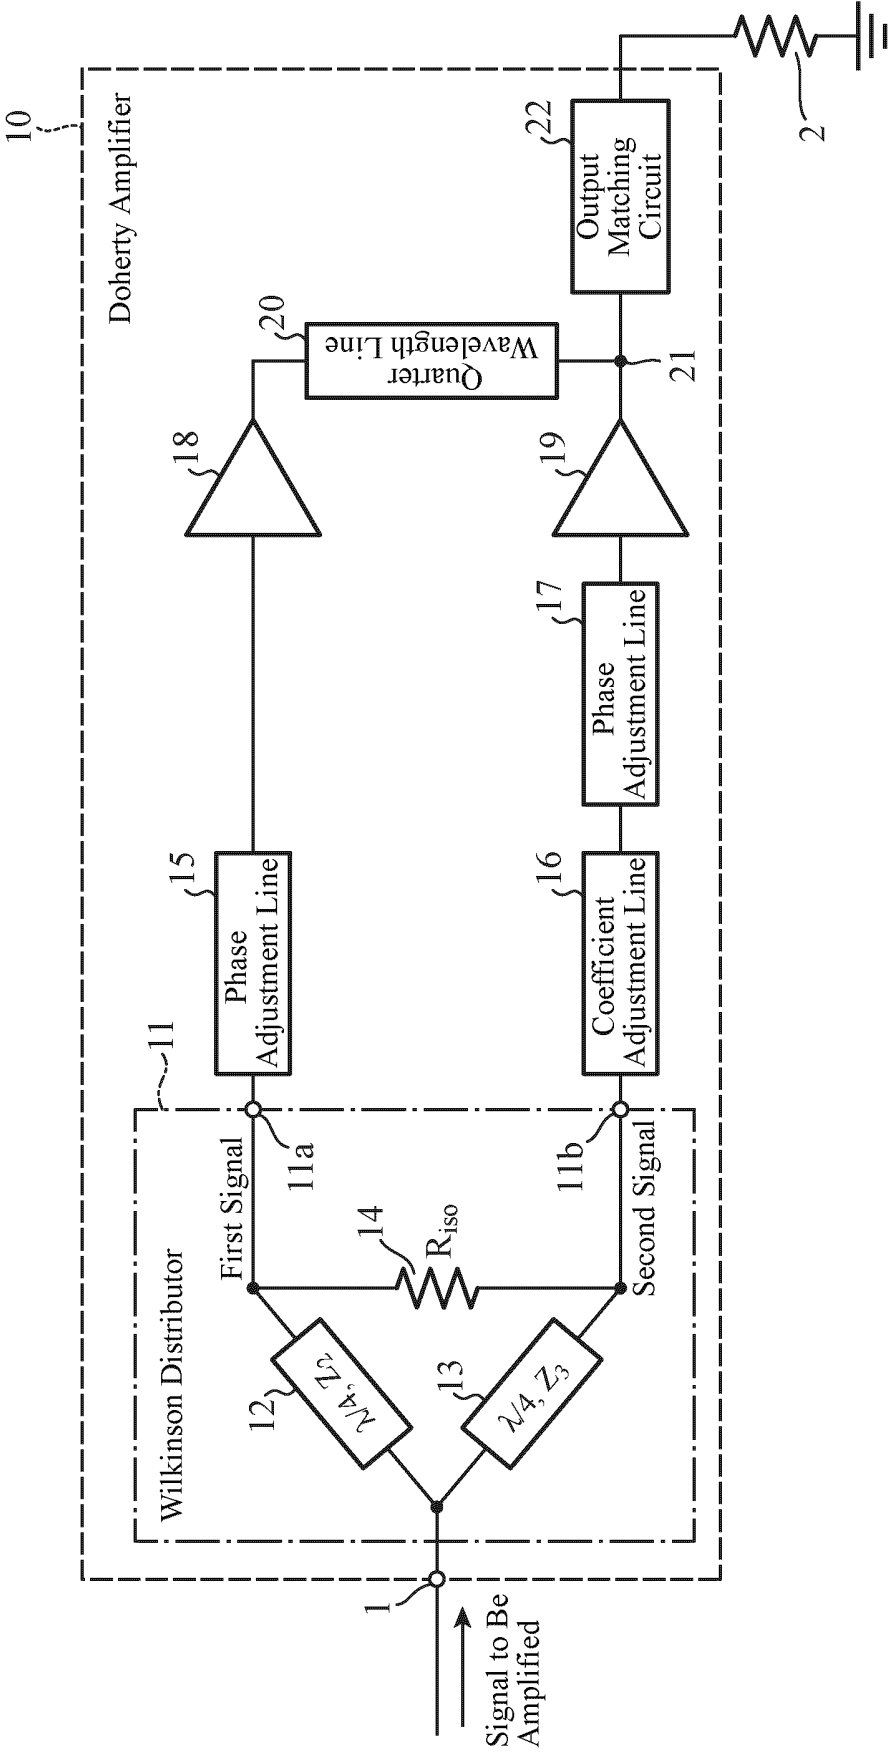 10
Doherty Amplifier
11
Wilkinson Distributor
First Signal
11a
15
Phase
Adjustment Line
18
20
Quarter
Wavelength Line
12
λ/4, Z2
14
Riso
1
Signal to Be
Amplified
13
λ/4, Z3
Second Signal
11b
16
Coefficient
Adjustment Line
17
Phase
Adjustment Line
19
21
22
Output
Matching
Circuit
2